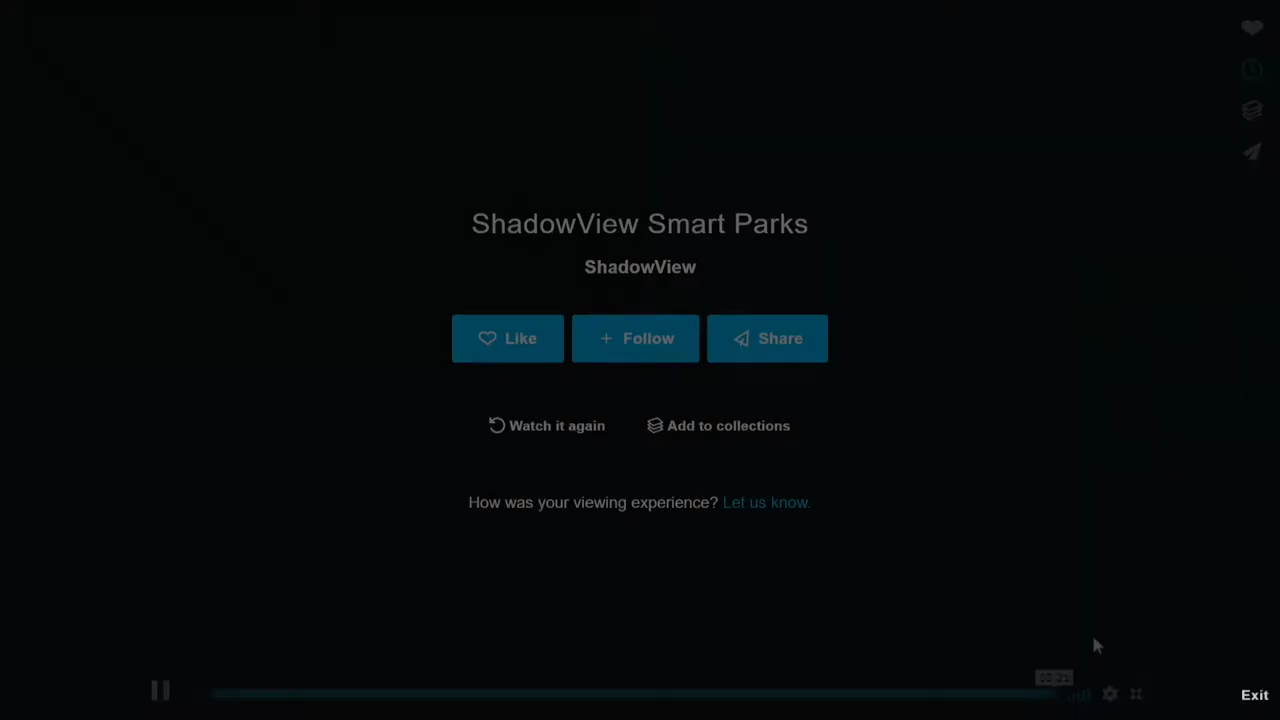 ShadowView Smart Parks
ShadowView
Like
Follow
Share
Watch it again
Add to collections
How was your viewing experience? Let us know.
Exit